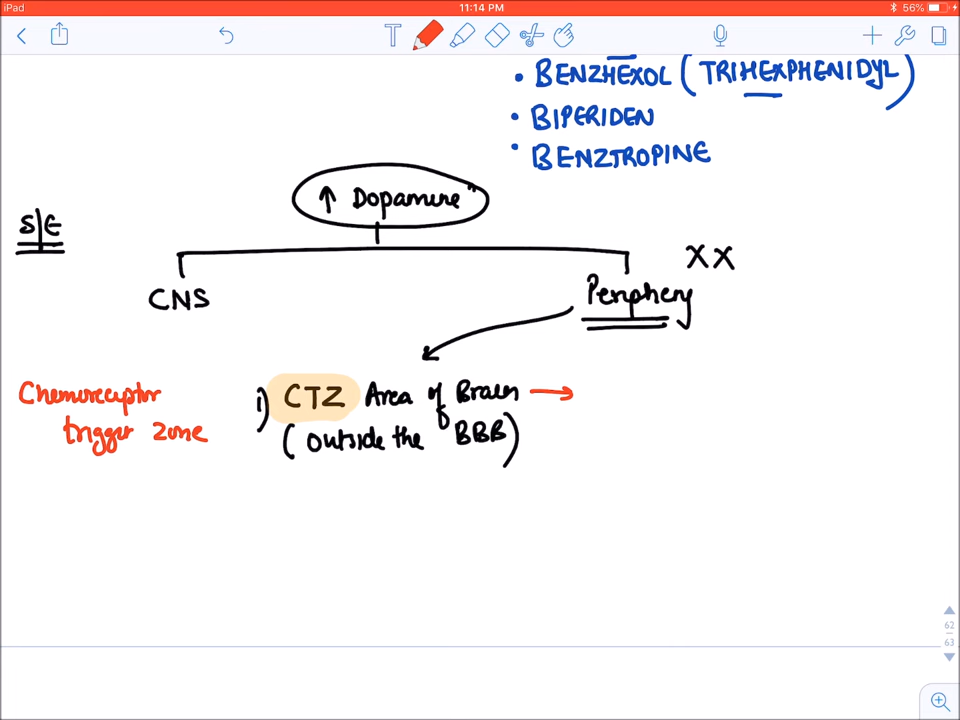 iPad
11:14 PM
56%
T
• BENZHEXOL (TRIHEXPHENIDYL)
• BIPERIDEN
• BENZTROPINE
↑ Dopamine"
S|E
XX
CNS
Periphery
Chemoreceptor
trigger zone
i) CTZ Area of Brain →
(outside the BBB)
62
63